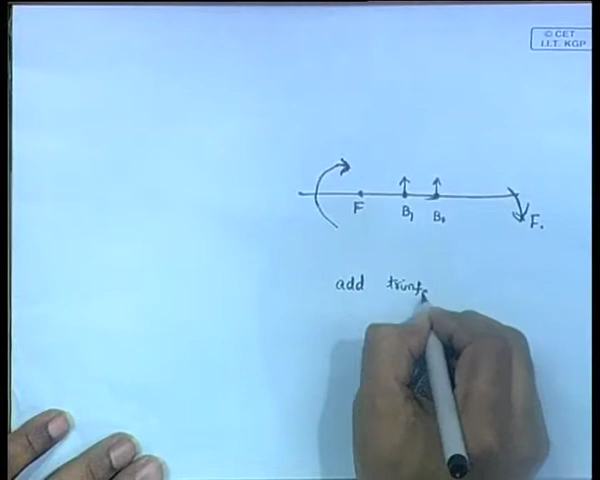 © CET
I.I.T. KGP
F B₁ B₀
F.
add